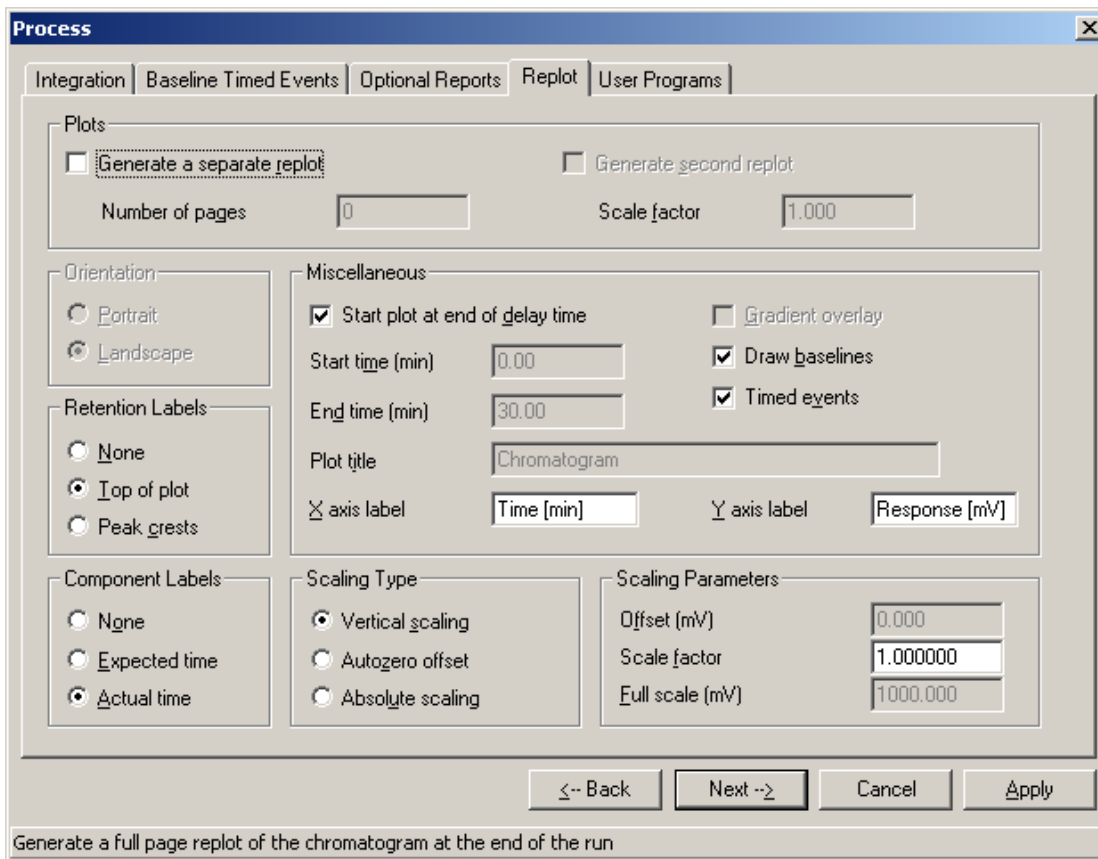 Process
Integration Baseline Timed Events Optional Reports Replot User Programs
Plots
Generate a separate replot Generate second replot
Number of pages 0 Scale factor 1.000
Orientation
Portrait
Landscape
Retention Labels
None
Top of plot
Peak crests
Miscellaneous
Start plot at end of delay time Gradient overlay
Start time (min) 0.00 Draw baselines
End time (min) 30.00 Timed events
Plot title Chromatogram
X axis label Time [min] Y axis label Response [mV]
Component Labels
None
Expected time
Actual time
Scaling Type
Vertical scaling
Autozero offset
Absolute scaling
Scaling Parameters
Offset (mV) 0.000
Scale factor 1.000000
Full scale (mV) 1000.000
<-- Back Next --> Cancel Apply
Generate a full page replot of the chromatogram at the end of the run